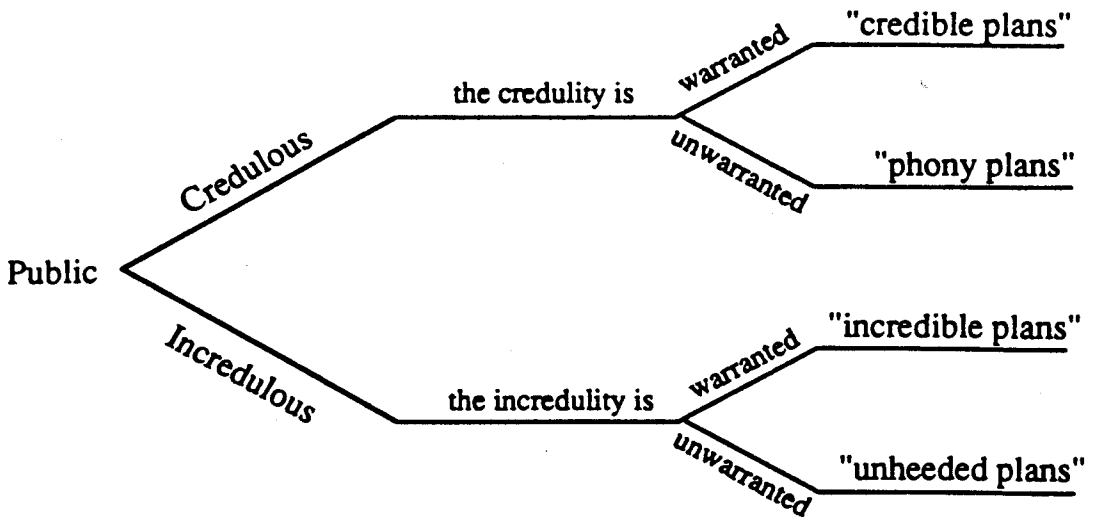 "credible plans"
warranted
the credulity is
unwarranted
"phony plans"
Credulous
Public
Incredulous
"incredible plans"
warranted
the incredulity is
unwarranted
"unheeded plans"